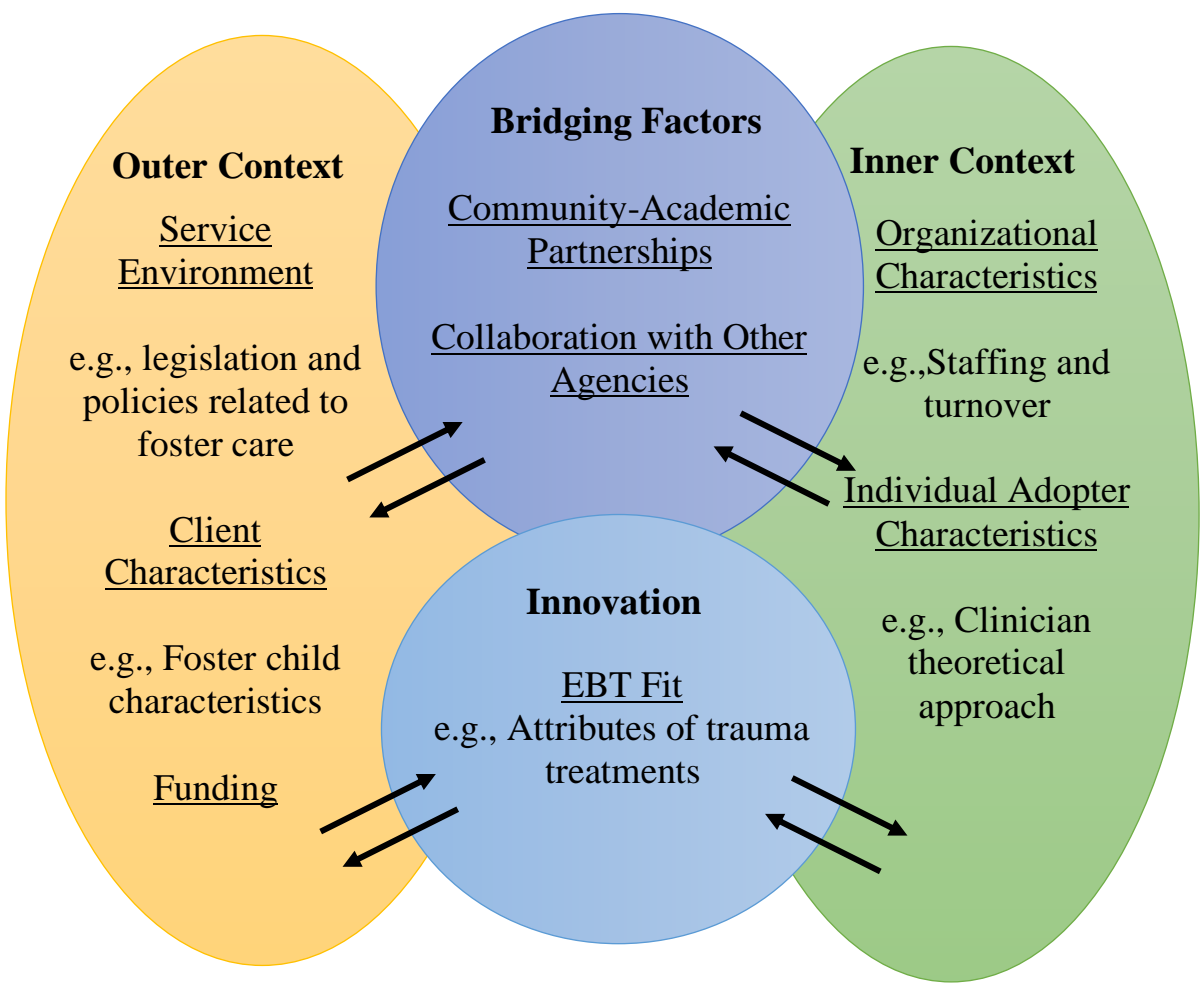 Outer Context
Service
Environment
e.g., legislation and
policies related to
foster care
Client
Characteristics
e.g., Foster child
characteristics
Funding
Bridging Factors
Community-Academic
Partnerships
Collaboration with Other
Agencies
Innovation
EBT Fit
e.g., Attributes of trauma
treatments
Inner Context
Organizational
Characteristics
e.g.,Staffing and
turnover
Individual Adopter
Characteristics
e.g., Clinician
theoretical
approach